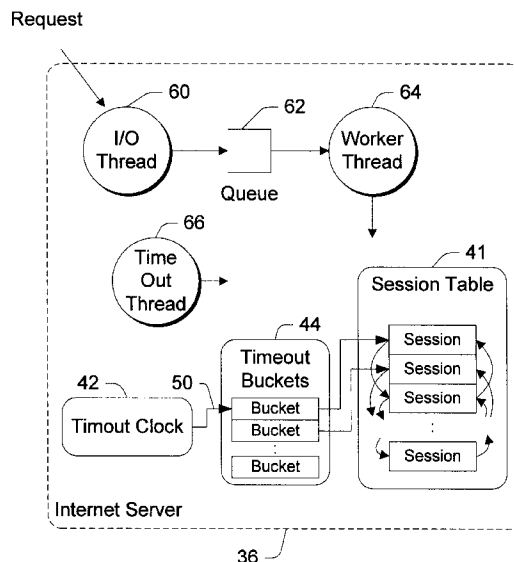 Request
60
I/O
Thread
62
Queue
64
Worker
Thread
66
Time
Out
Thread
41
Session Table
Session
Session
Session
Session
44
Timeout
Buckets
Bucket
Bucket
Bucket
42
50
Timout Clock
Internet Server
36